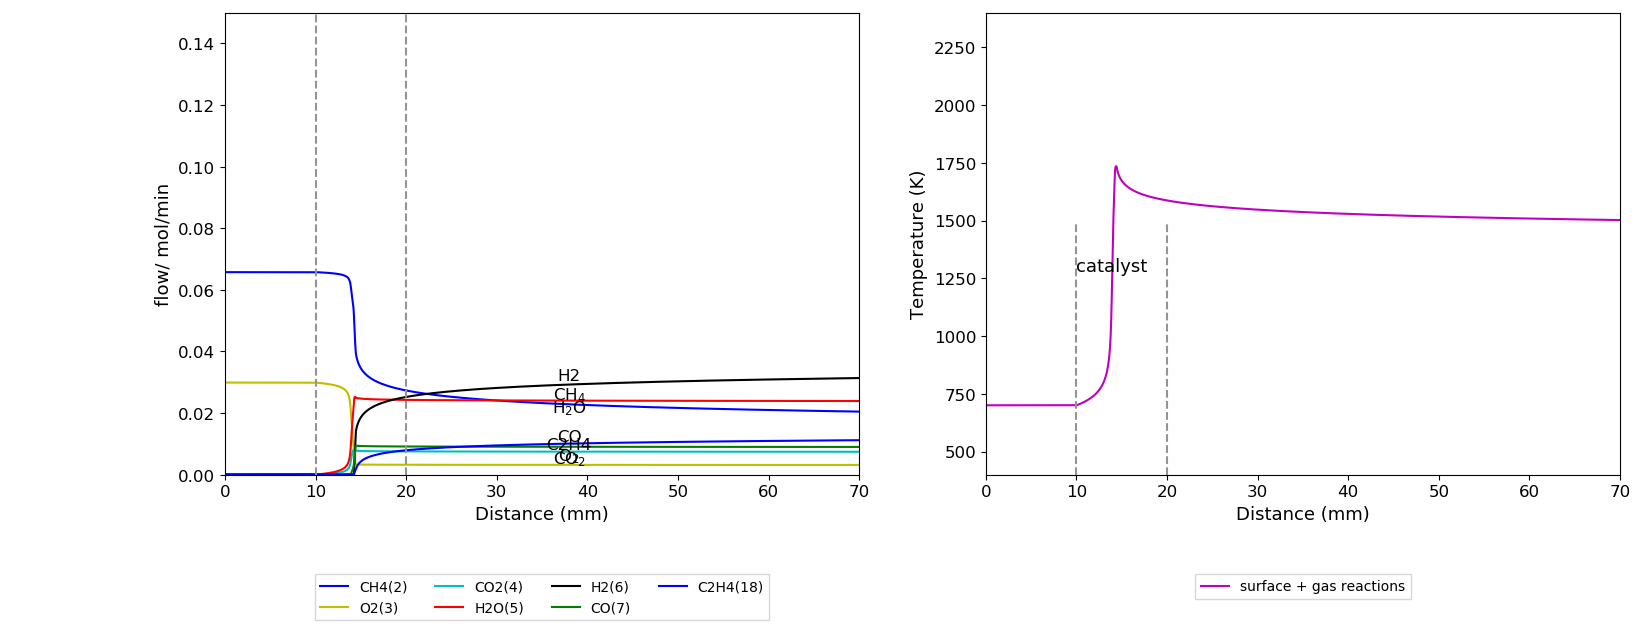 0.14
0.12
0.10
0.08
0.06
0.04
0.02
0.00
flow/ mol/min
H2
CH₄
H₂O
CO
C2H4
CO₂
0 10 20 30 40 50 60 70
Distance (mm)
CH4(2) CO2(4) H2(6) C2H4(18)
O2(3) H2O(5) CO(7)
2250
2000
1750
1500
1250
1000
750
500
Temperature (K)
catalyst
0 10 20 30 40 50 60 70
Distance (mm)
surface + gas reactions